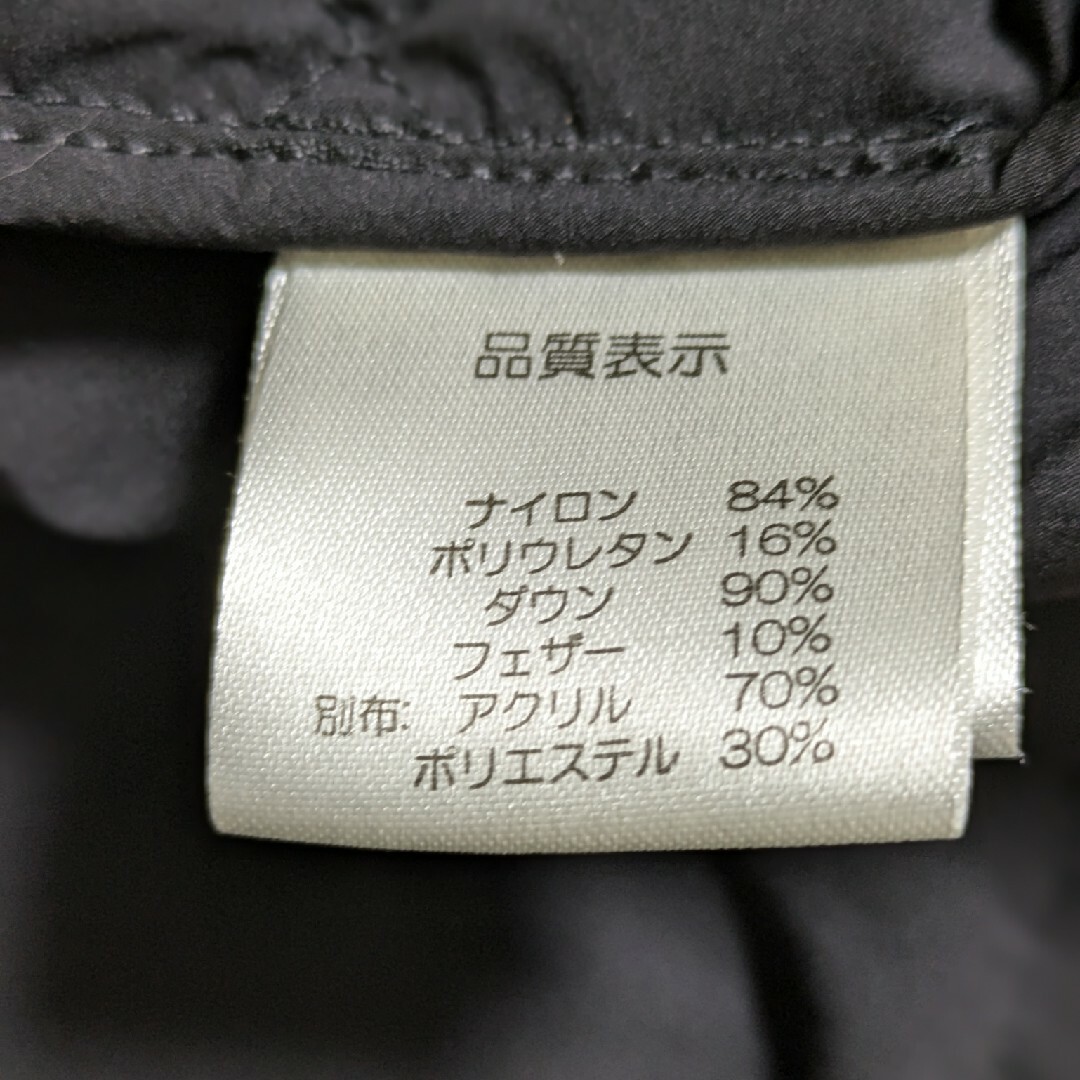 品質表示
ナイロン 84%
ポリウレタン 16%
ダウン 90%
フェザー 10%
別布: アクリル 70%
ポリエステル 30%